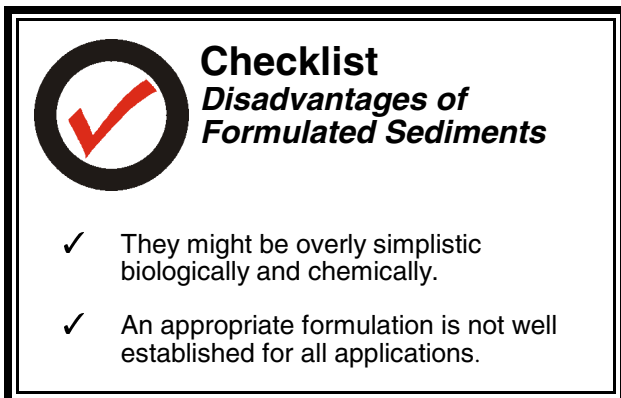 Checklist
Disadvantages of
Formulated Sediments
✓ They might be overly simplistic
biologically and chemically.
✓ An appropriate formulation is not well
established for all applications.